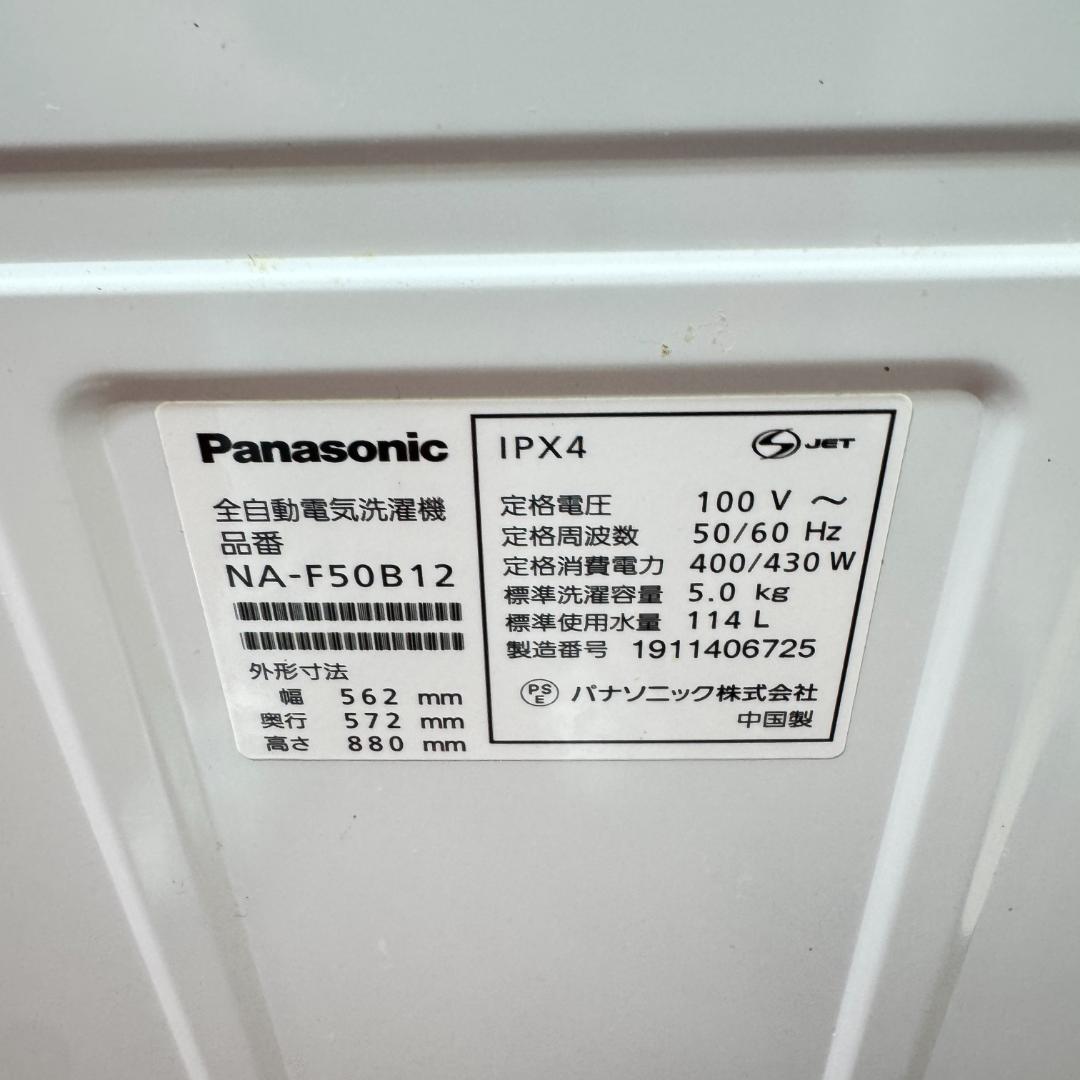 Panasonic
全自動電気洗濯機
品番
NA-F50B12
外形寸法
幅 562 mm
奥行 572 mm
高さ 880 mm
IPX4
S JET
定格電圧 100 V ～
定格周波数 50/60 Hz
定格消費電力 400/430 W
標準洗濯容量 5.0 kg
標準使用水量 114 L
製造番号 1911406725
PSE パナソニック株式会社
中国製